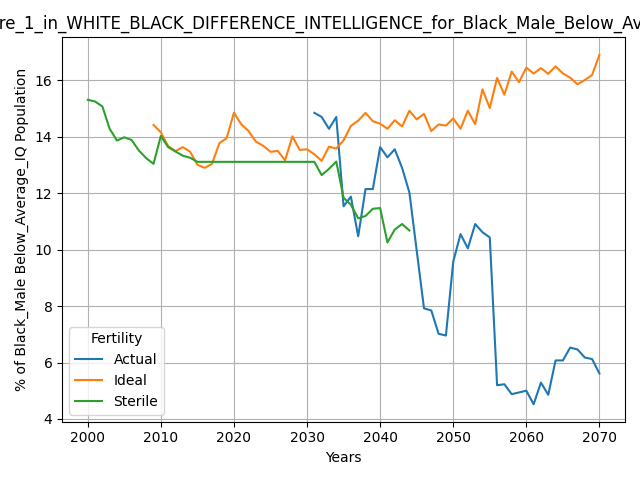 re_1_in_WHITE_BLACK_DIFFERENCE_INTELLIGENCE_for_Black_Male_Below_Av
% of Black_Male Below_Average_IQ Population
16
14
12
10
8
6
4
Fertility
Actual
Ideal
Sterile
2000 2010 2020 2030 2040 2050 2060 2070
Years